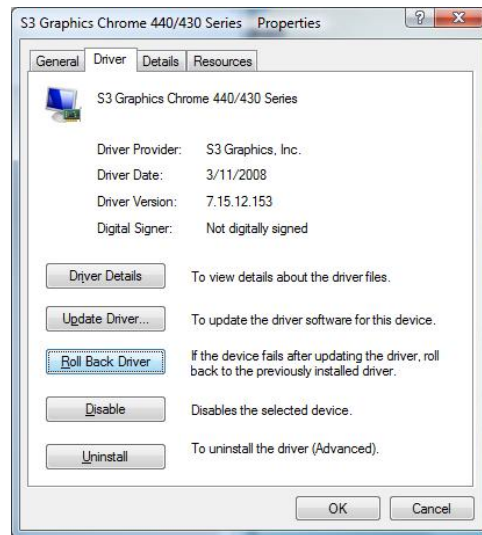 S3 Graphics Chrome 440/430 Series Properties
General Driver Details Resources
S3 Graphics Chrome 440/430 Series
Driver Provider: S3 Graphics, Inc.
Driver Date: 3/11/2008
Driver Version: 7.15.12.153
Digital Signer: Not digitally signed
Driver Details To view details about the driver files.
Update Driver... To update the driver software for this device.
Roll Back Driver If the device fails after updating the driver, roll
back to the previously installed driver.
Disable Disables the selected device.
Uninstall To uninstall the driver (Advanced).
OK Cancel